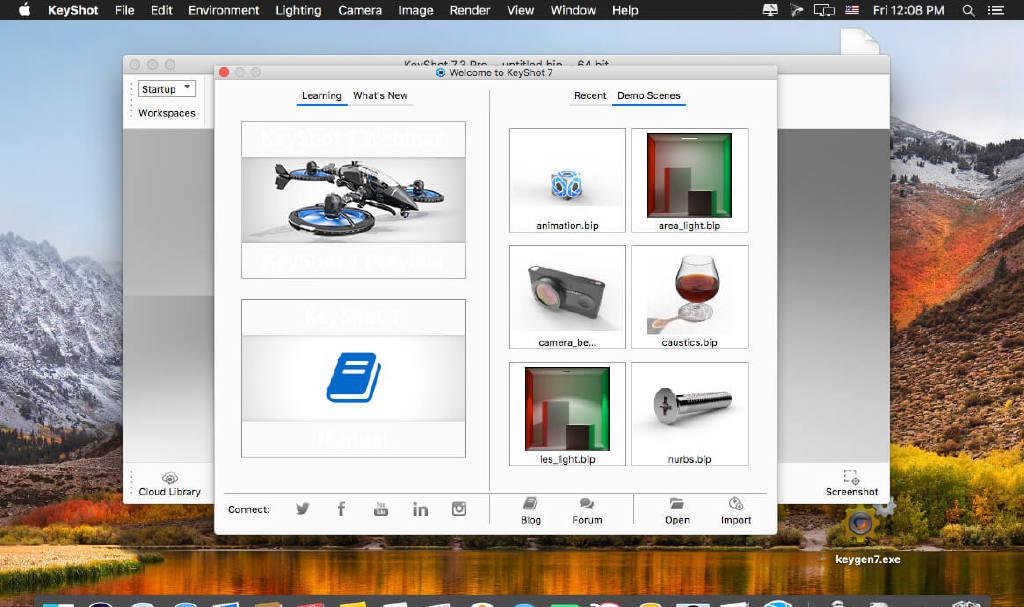 KeyShot File Edit Environment Lighting Camera Image Render View Window Help Fri 12:08 PM
KeyShot 7.3 Pro - untitled.bip - 64 bit
Welcome to KeyShot 7
Startup
Workspaces
Learning What's New
Recent Demo Scenes
KeyShot 7 Webinar
KeyShot 7 Preview
KeyShot 7
Manual
animation.bip area_light.bip
camera_be... caustics.bip
ies_light.bip nurbs.bip
Cloud Library
Screenshot
Connect:
Blog Forum Open Import
keygen7.exe